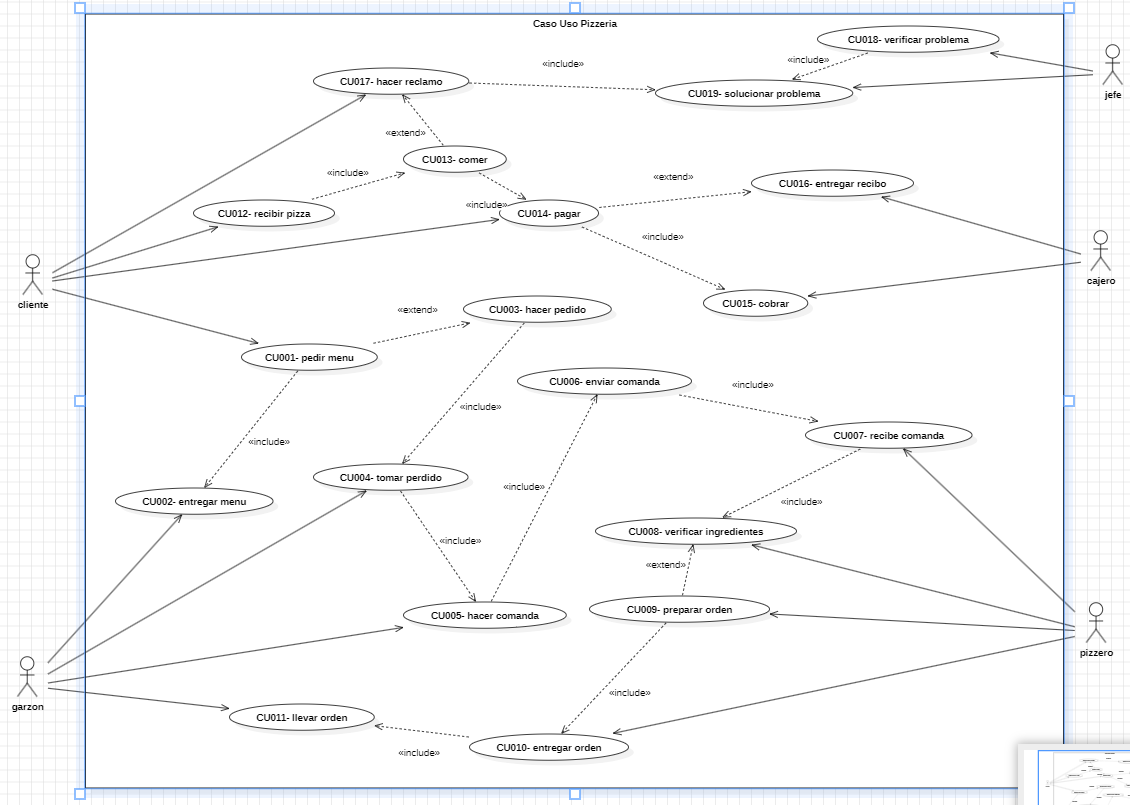 Caso Uso Pizzeria
CU018- verificar problema
«include»
«include»
CU017- hacer reclamo
CU019- solucionar problema
jefe
«extend»
CU013- comer
«include»
«extend»
CU016- entregar recibo
«include»
CU012- recibir pizza
CU014- pagar
«include»
cajero
cliente
CU015- cobrar
«extend»
CU003- hacer pedido
CU001- pedir menu
CU006- enviar comanda
«include»
«include»
CU007- recibe comanda
«include»
CU004- tomar perdido
«include»
CU002- entregar menu
«include»
CU008- verificar ingredientes
«include»
«extend»
CU009- preparar orden
CU005- hacer comanda
pizzero
«include»
garzon
CU011- llevar orden
CU010- entregar orden
«include»